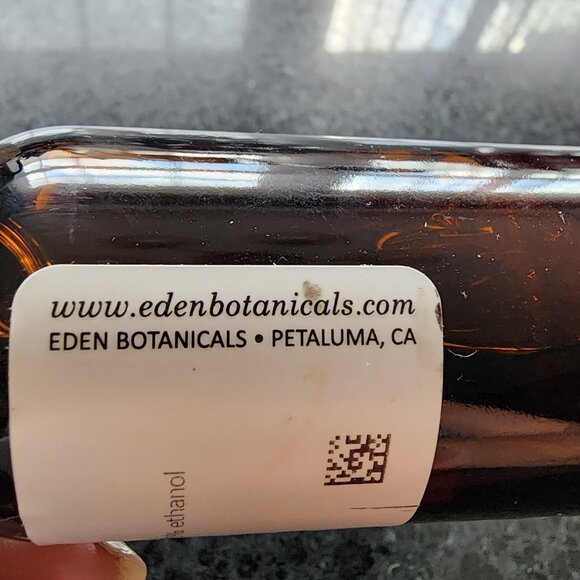 www.edenbotanicals.com
EDEN BOTANICALS • PETALUMA, CA
ethanol